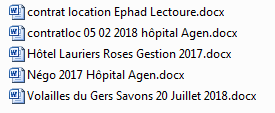 contrat location Ephad Lectoure.docx
contratloc 05 02 2018 hôpital Agen.docx
Hôtel Lauriers Roses Gestion 2017.docx
Négo 2017 Hôpital Agen.docx
Volailles du Gers Savons 20 Juillet 2018.docx